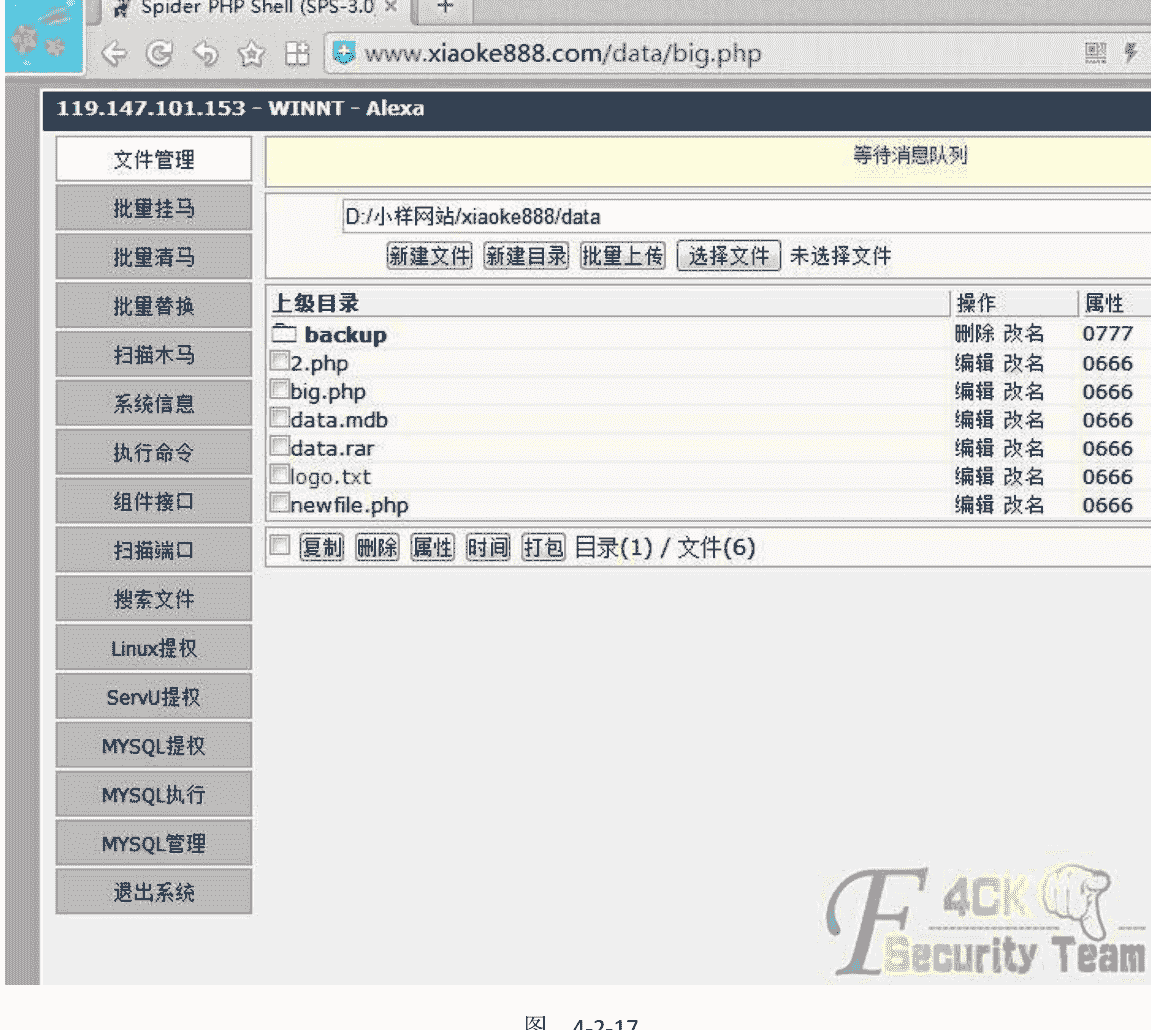 Spider PHP Shell (SPS-3.0 × +
www.xiaoke888.com/data/big.php
119.147.101.153 - WINNT - Alexa
文件管理
批量挂马
批量清马
批量替换
扫描木马
系统信息
执行命令
组件接口
扫描端口
搜索文件
Linux提权
ServU提权
MYSQL提权
MYSQL执行
MYSQL管理
退出系统
等待消息队列
D:/小样网站/xiaoke888/data
新建文件 新建目录 批量上传 选择文件 未选择文件
上级目录 操作 属性
backup 删除 改名 0777
2.php 编辑 改名 0666
big.php 编辑 改名 0666
data.mdb 编辑 改名 0666
data.rar 编辑 改名 0666
logo.txt 编辑 改名 0666
newfile.php 编辑 改名 0666
复制 删除 属性 时间 打包 目录(1) / 文件(6)
F4CK
Security Team
图 4-2-17